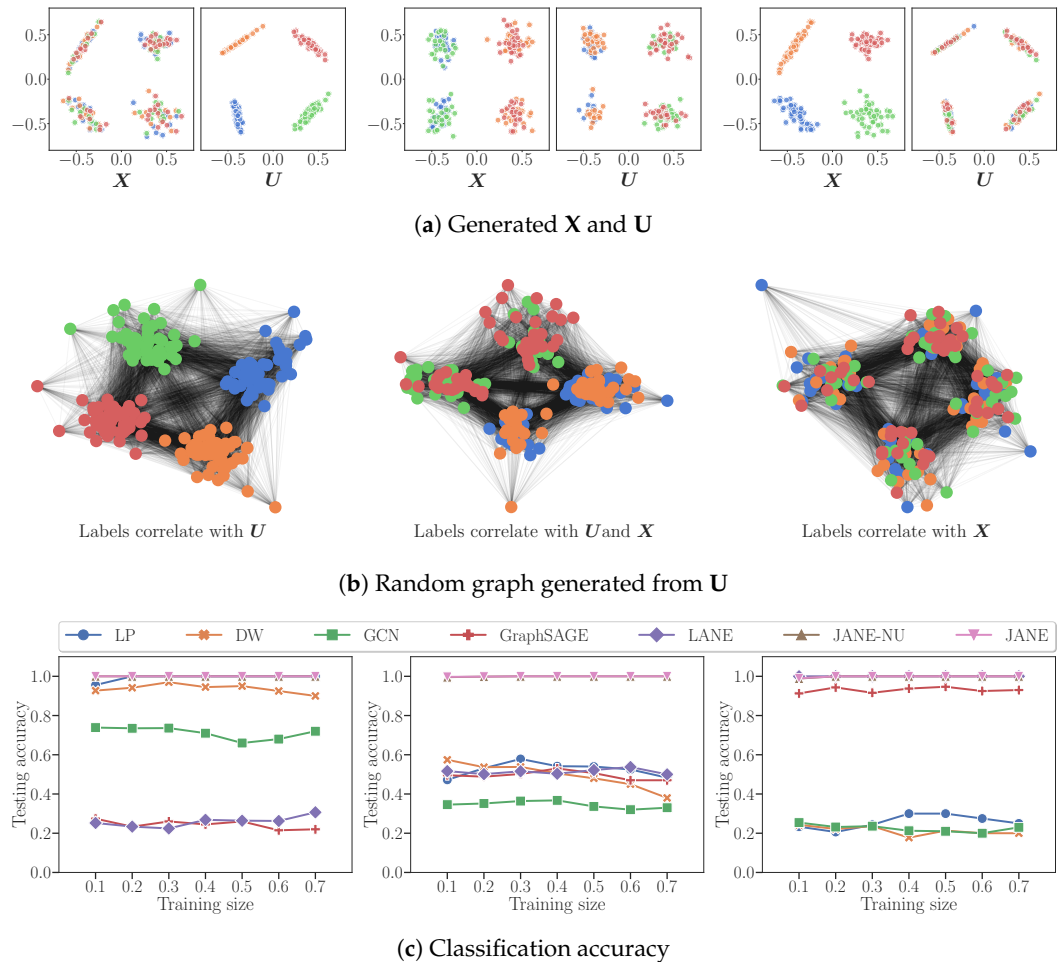 0.5
0.0
−0.5
−0.5 0.0 0.5
X
−0.5 0.0 0.5
U
0.5
0.0
−0.5
−0.5 0.0 0.5
X
−0.5 0.0 0.5
U
0.5
0.0
−0.5
−0.5 0.0 0.5
X
−0.5 0.0 0.5
U
(a) Generated X and U
Labels correlate with U
Labels correlate with U and X
Labels correlate with X
(b) Random graph generated from U
LP DW GCN GraphSAGE LANE JANE-NU JANE
Testing accuracy
1.0
0.8
0.6
0.4
0.2
0.0
0.1 0.2 0.3 0.4 0.5 0.6 0.7
Training size
Testing accuracy
1.0
0.8
0.6
0.4
0.2
0.0
0.1 0.2 0.3 0.4 0.5 0.6 0.7
Training size
Testing accuracy
1.0
0.8
0.6
0.4
0.2
0.0
0.1 0.2 0.3 0.4 0.5 0.6 0.7
Training size
(c) Classification accuracy